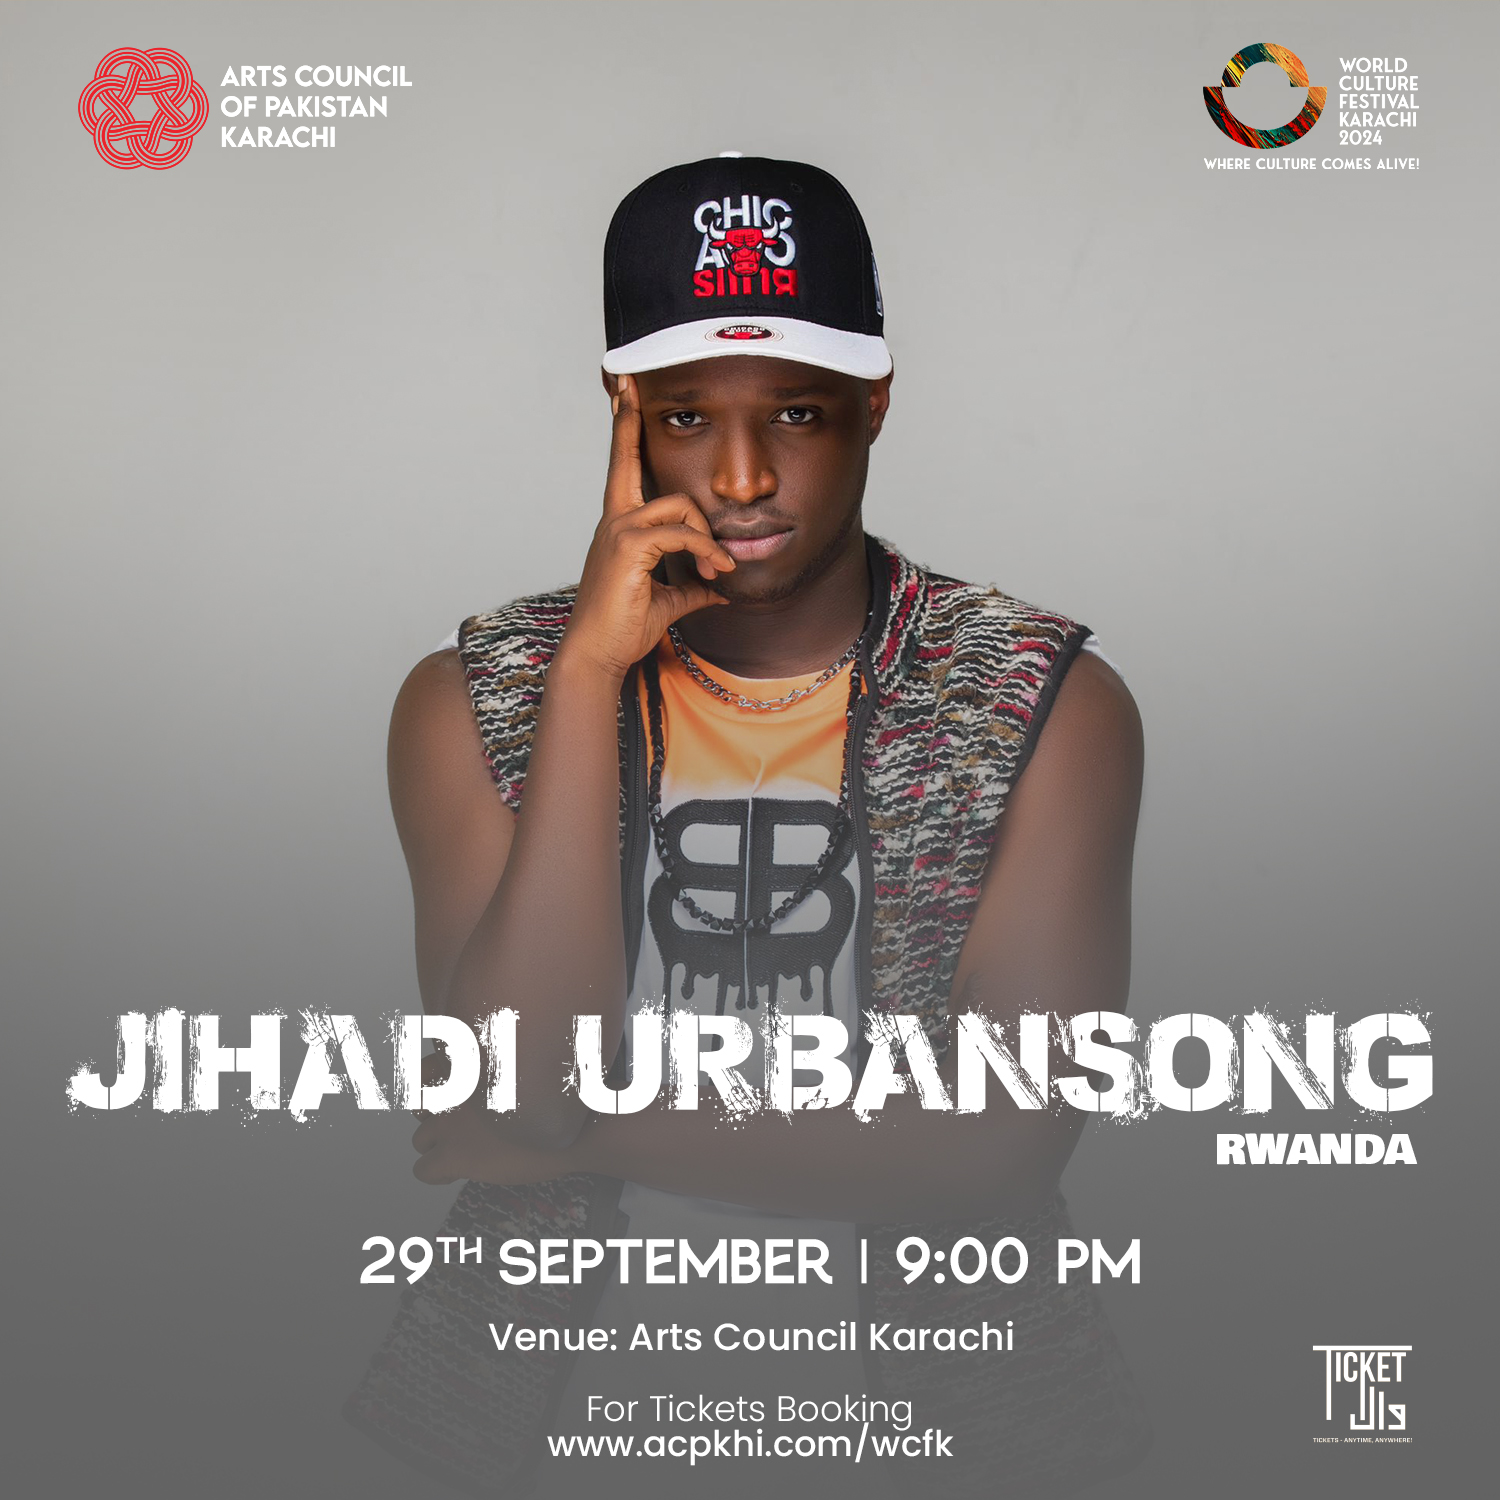 ARTS COUNCIL
OF PAKISTAN
KARACHI
WORLD
CULTURE
FESTIVAL
KARACHI
2024
WHERE CULTURE COMES ALIVE!
CHIC
JIHADI URBANSONG
RWANDA
29TH SEPTEMBER | 9:00 PM
Venue: Arts Council Karachi
For Tickets Booking
www.acpkhi.com/wcfk
TICKET
والا
TICKETS - ANYTIME, ANYWHERE!